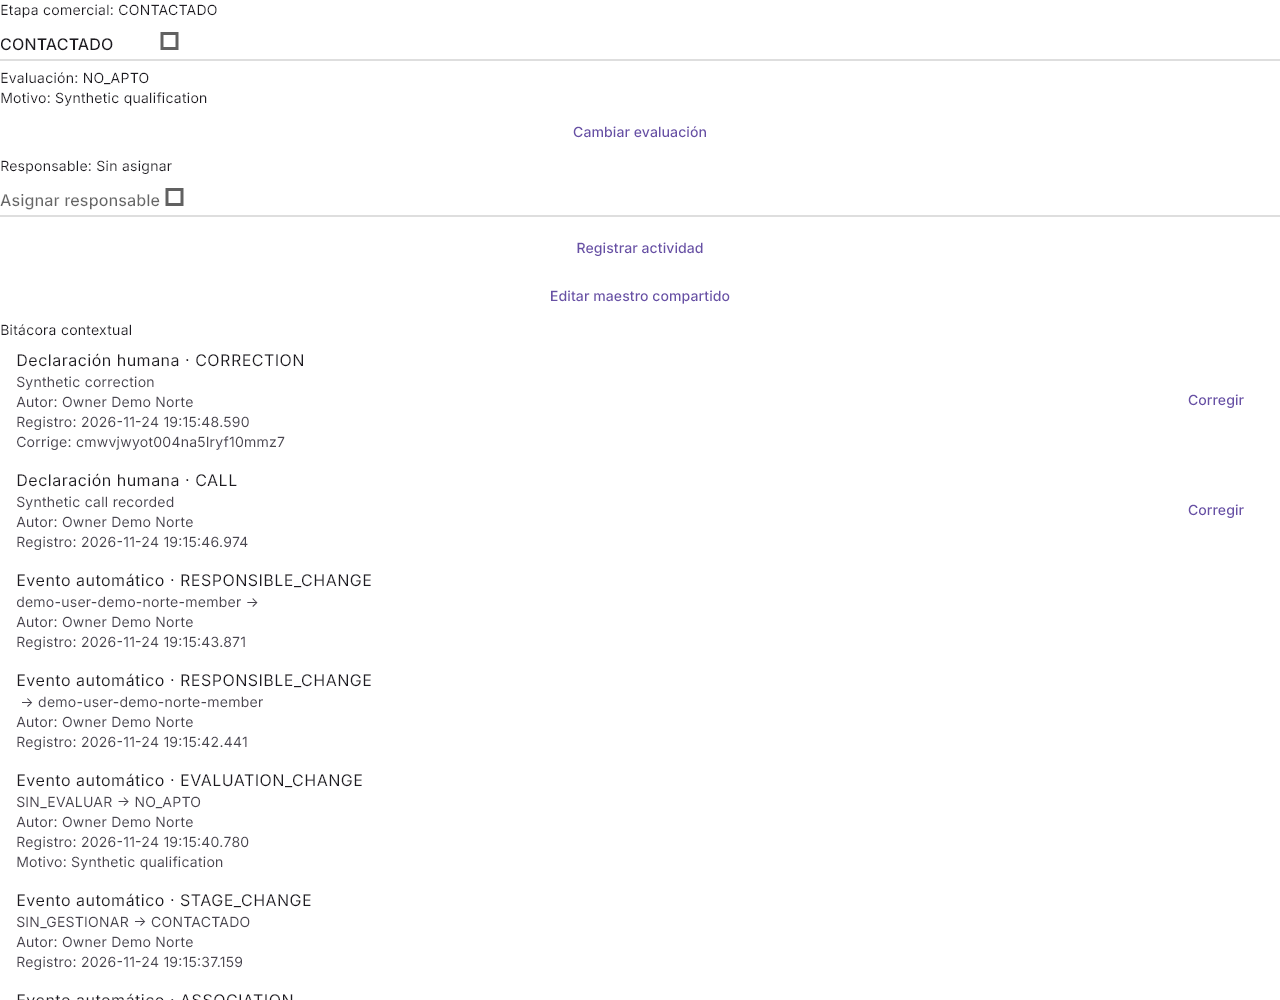 Etapa comercial: CONTACTADO
CONTACTADO
Evaluación: NO_APTO
Motivo: Synthetic qualification
Cambiar evaluación
Responsable: Sin asignar
Asignar responsable
Registrar actividad
Editar maestro compartido
Bitácora contextual
Declaración humana · CORRECTION
Synthetic correction
Autor: Owner Demo Norte
Registro: 2026-11-24 19:15:48.590
Corrige: cmwvjwyot004na5lryf10mmz7
Corregir
Declaración humana · CALL
Synthetic call recorded
Autor: Owner Demo Norte
Registro: 2026-11-24 19:15:46.974
Corregir
Evento automático · RESPONSIBLE_CHANGE
demo-user-demo-norte-member →
Autor: Owner Demo Norte
Registro: 2026-11-24 19:15:43.871
Evento automático · RESPONSIBLE_CHANGE
→ demo-user-demo-norte-member
Autor: Owner Demo Norte
Registro: 2026-11-24 19:15:42.441
Evento automático · EVALUATION_CHANGE
SIN_EVALUAR → NO_APTO
Autor: Owner Demo Norte
Registro: 2026-11-24 19:15:40.780
Motivo: Synthetic qualification
Evento automático · STAGE_CHANGE
SIN_GESTIONAR → CONTACTADO
Autor: Owner Demo Norte
Registro: 2026-11-24 19:15:37.159
Evento automático · ASSOCIATION